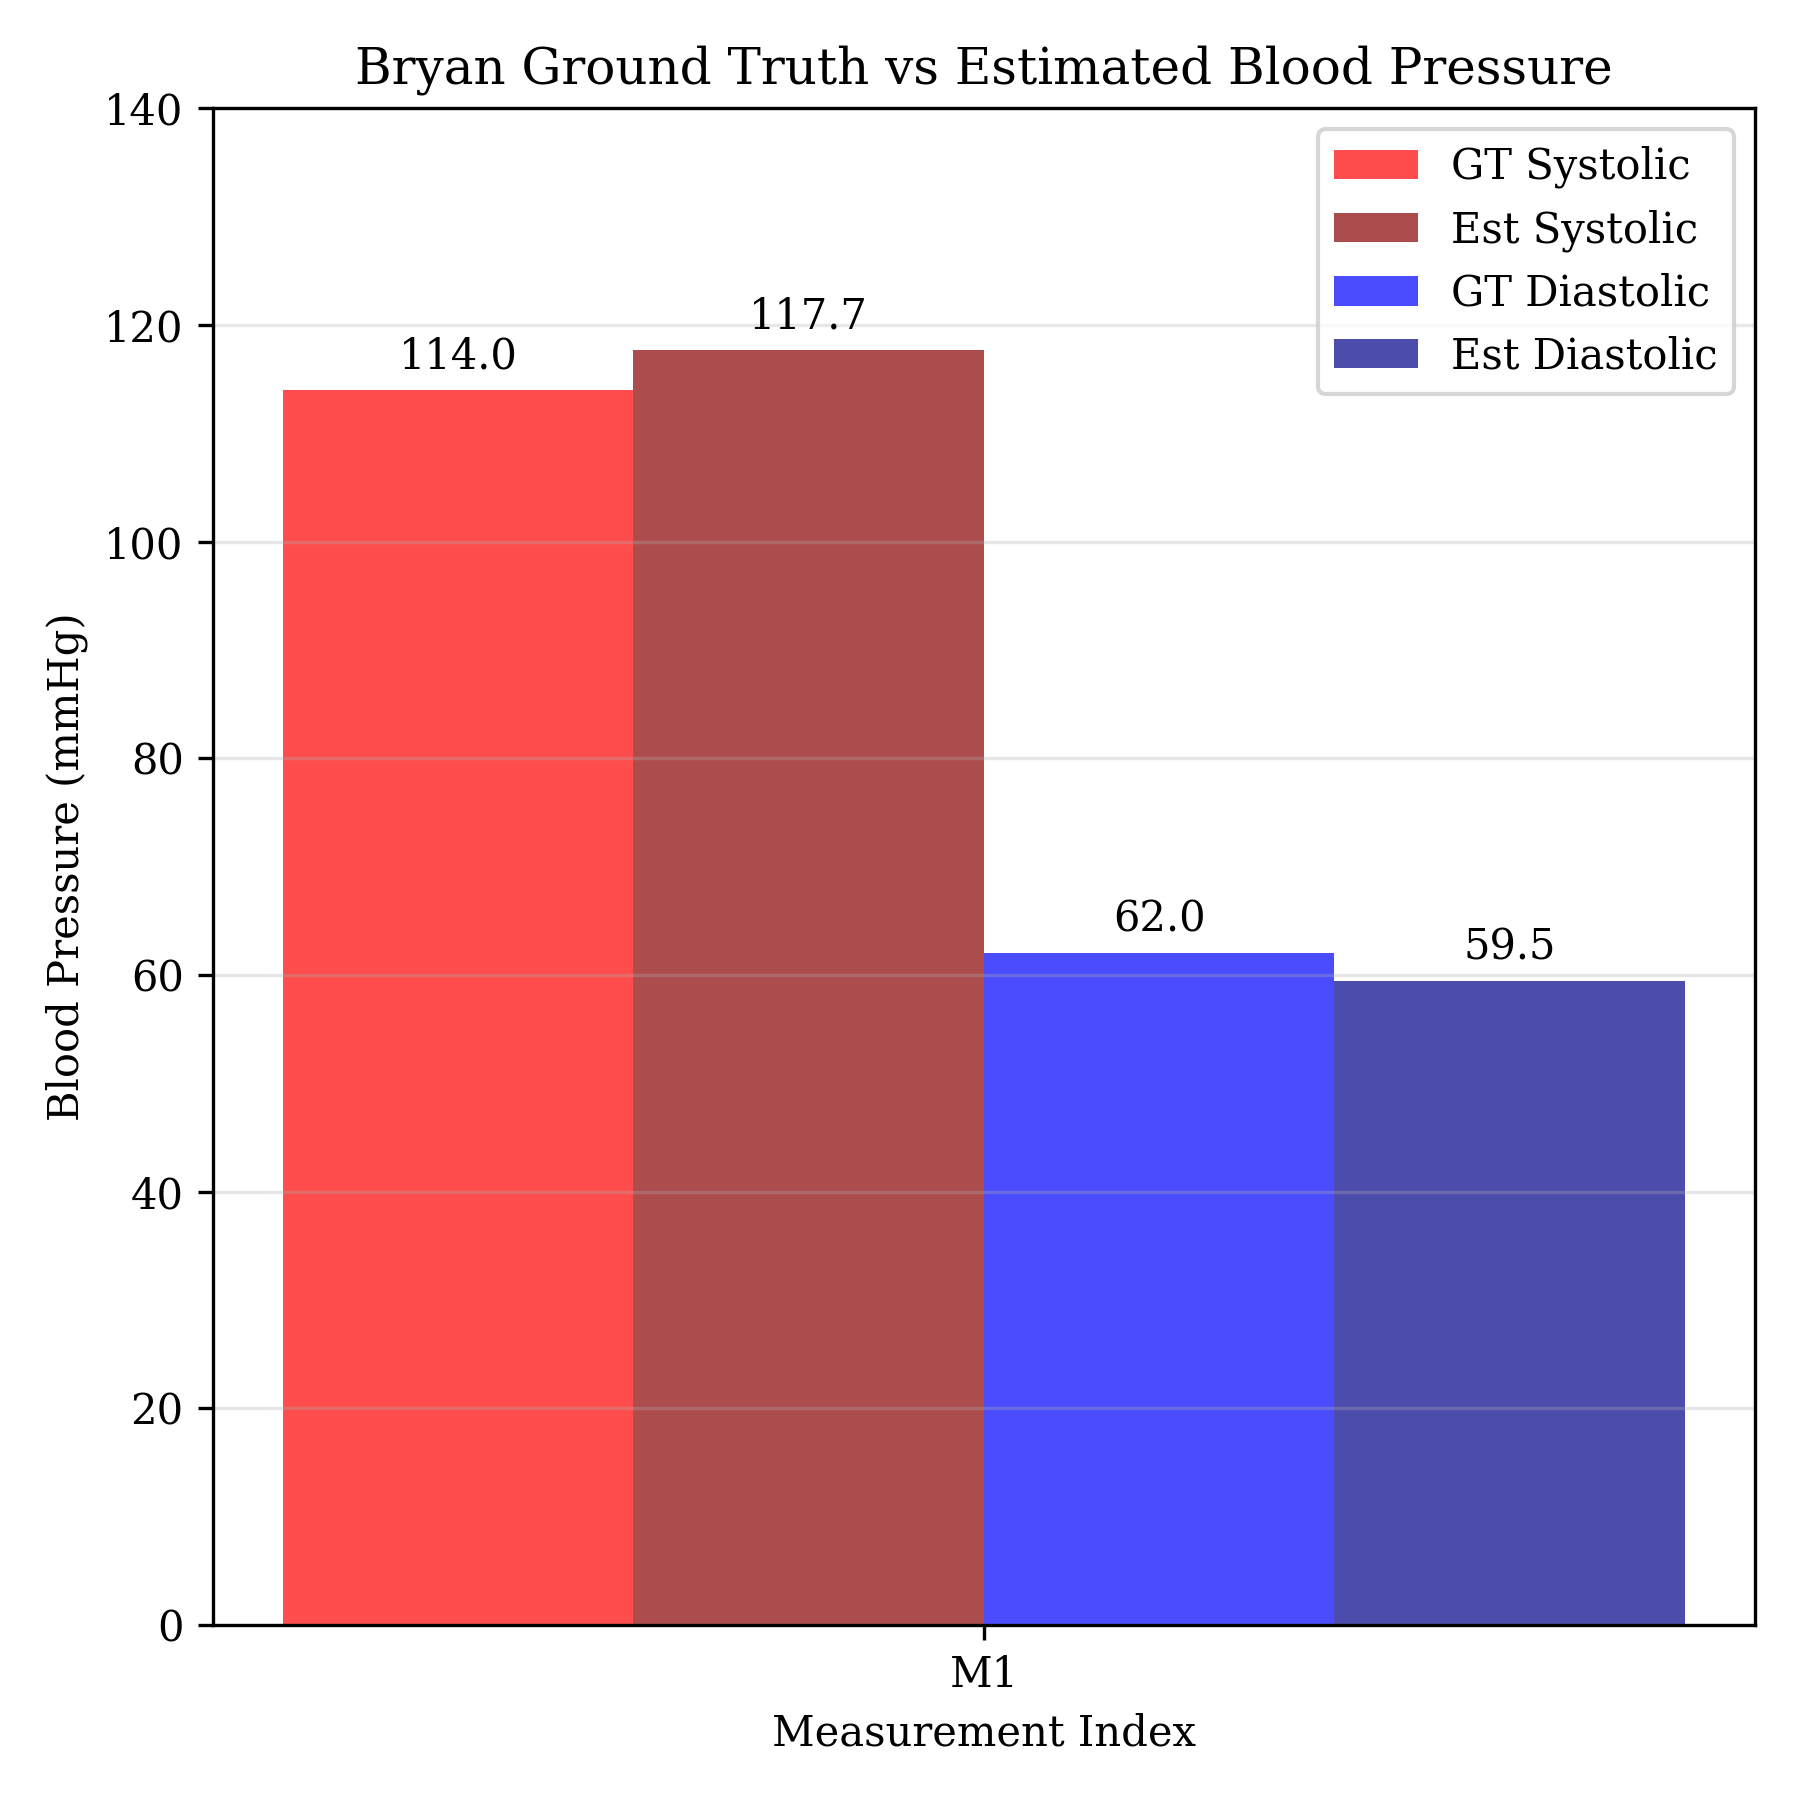 Bryan Ground Truth vs Estimated Blood Pressure
140
120
100
80
60
40
20
0
Blood Pressure (mmHg)
GT Systolic
Est Systolic
GT Diastolic
Est Diastolic
114.0
117.7
62.0
59.5
M1
Measurement Index